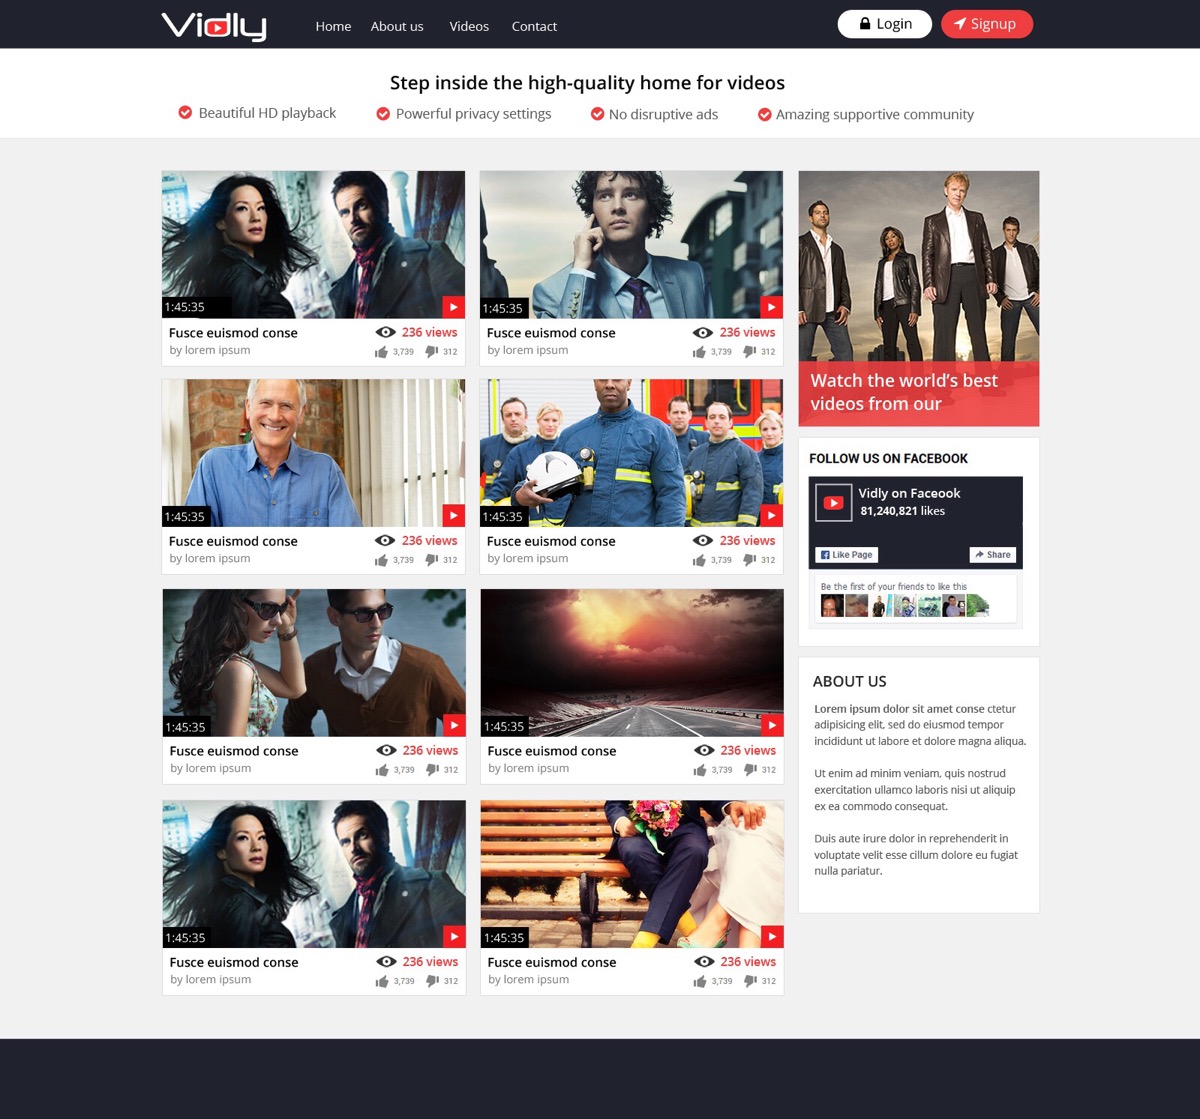 Vidly
Home About us Videos Contact
Login Signup
Step inside the high-quality home for videos
Beautiful HD playback Powerful privacy settings No disruptive ads Amazing supportive community
1:45:35
Fusce euismod conse 236 views
by lorem ipsum 3,739 312
1:45:35
Fusce euismod conse 236 views
by lorem ipsum 3,739 312
1:45:35
Fusce euismod conse 236 views
by lorem ipsum 3,739 312
1:45:35
Fusce euismod conse 236 views
by lorem ipsum 3,739 312
1:45:35
Fusce euismod conse 236 views
by lorem ipsum 3,739 312
1:45:35
Fusce euismod conse 236 views
by lorem ipsum 3,739 312
1:45:35
Fusce euismod conse 236 views
by lorem ipsum 3,739 312
1:45:35
Fusce euismod conse 236 views
by lorem ipsum 3,739 312
Watch the world’s best
videos from our
FOLLOW US ON FACEBOOK
Vidly on Faceook
81,240,821 likes
Like Page Share
Be the first of your friends to like this
ABOUT US
Lorem ipsum dolor sit amet conse ctetur
adipisicing elit, sed do eiusmod tempor
incididunt ut labore et dolore magna aliqua.
Ut enim ad minim veniam, quis nostrud
exercitation ullamco laboris nisi ut aliquip
ex ea commodo consequat.
Duis aute irure dolor in reprehenderit in
voluptate velit esse cillum dolore eu fugiat
nulla pariatur.